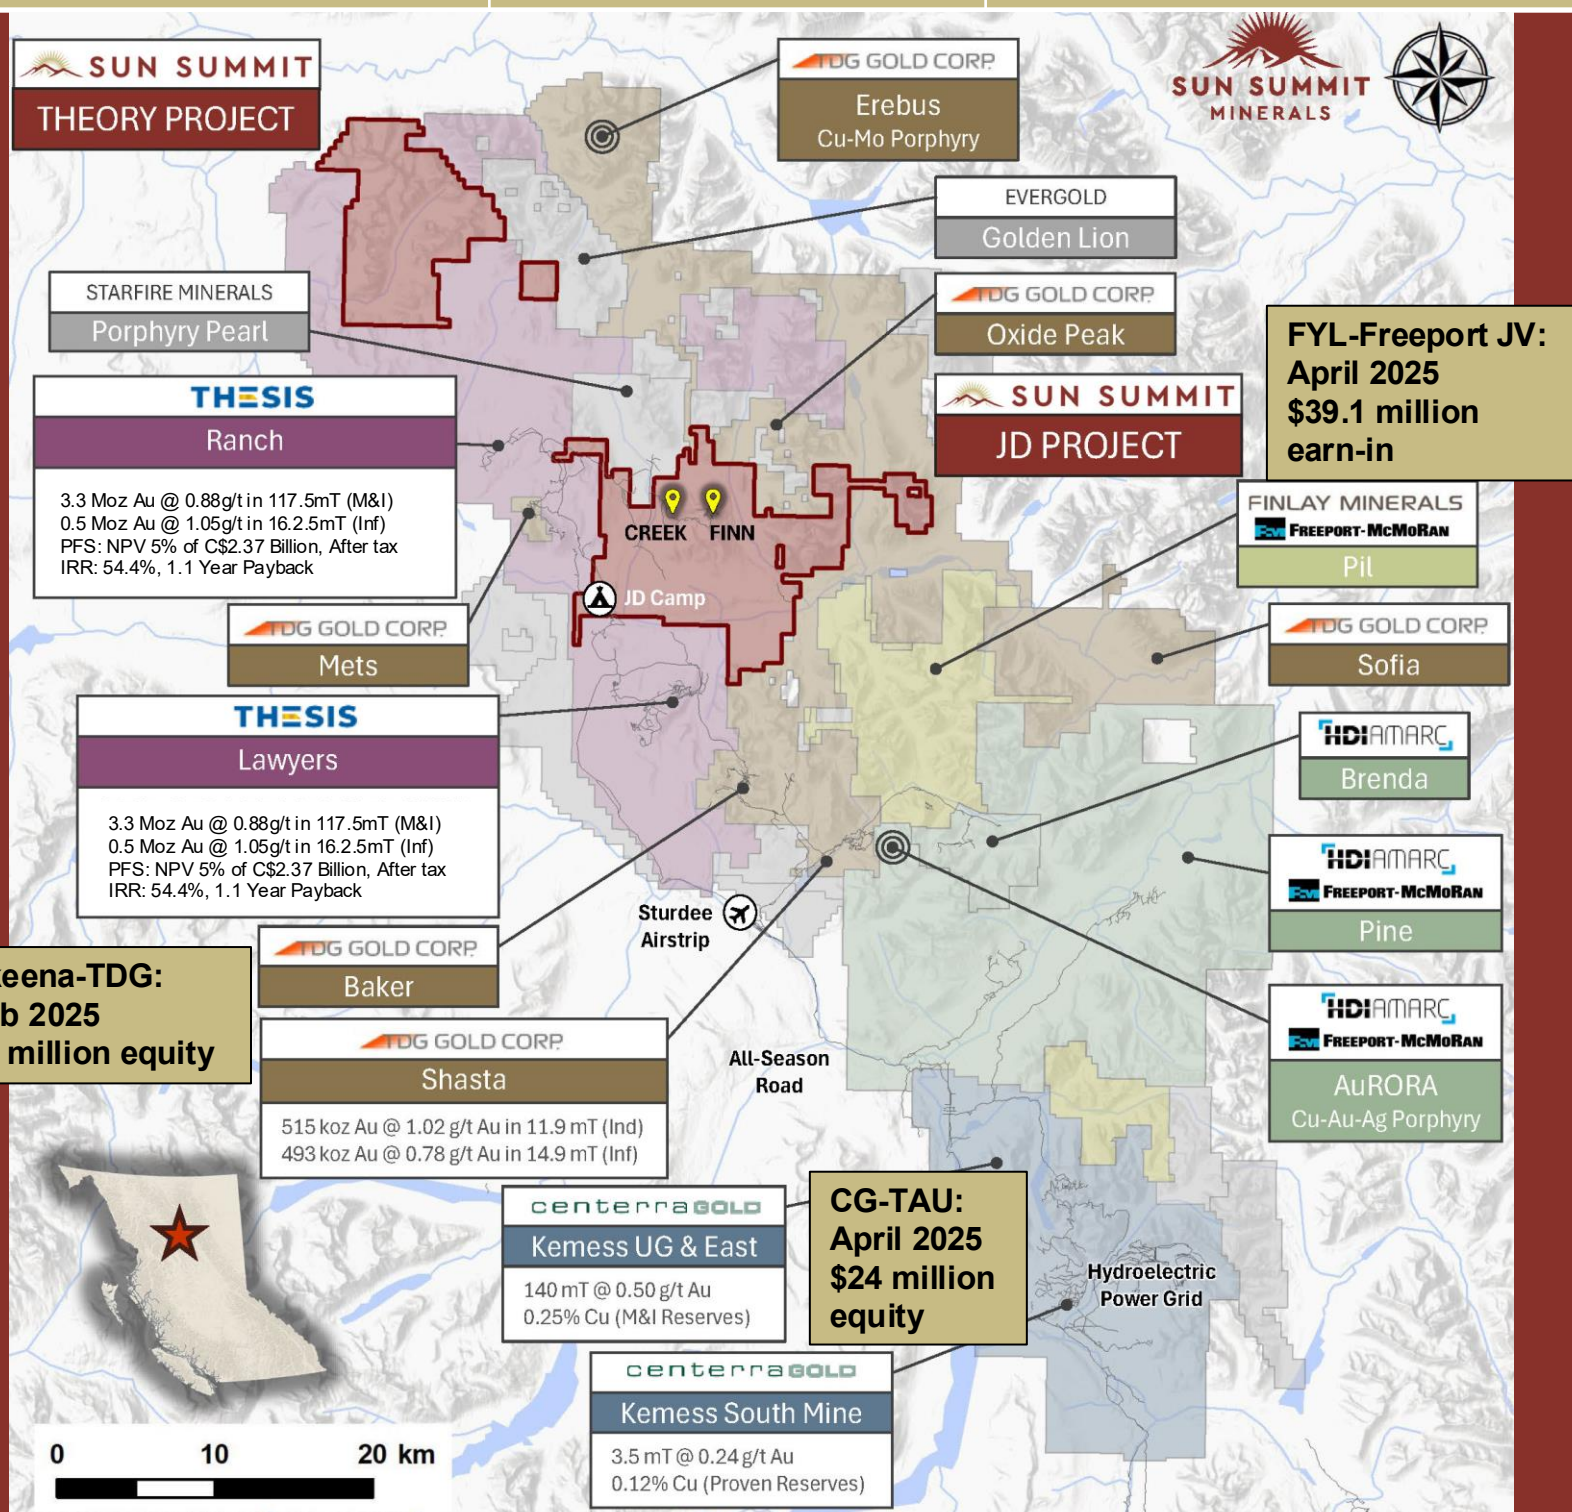 SUN SUMMIT
THEORY PROJECT
TDG GOLD CORP.
Erebus
Cu-Mo Porphyry
SUN SUMMIT
MINERALS
EVERGOLD
Golden Lion
STARFIRE MINERALS
Porphyry Pearl
TDG GOLD CORP.
Oxide Peak
FYL-Freeport JV:
April 2025
$39.1 million
earn-in
THESIS
Ranch
3.3 Moz Au @ 0.88g/t in 117.5mT (M&I)
0.5 Moz Au @ 1.05g/t in 16.2.5mT (Inf)
PFS: NPV 5% of C$2.37 Billion, After tax
IRR: 54.4%, 1.1 Year Payback
SUN SUMMIT
JD PROJECT
CREEK FINN
FINLAY MINERALS
FREEPORT-McMoRAN
Pil
JD Camp
TDG GOLD CORP.
Mets
TDG GOLD CORP.
Sofia
THESIS
Lawyers
3.3 Moz Au @ 0.88g/t in 117.5mT (M&I)
0.5 Moz Au @ 1.05g/t in 16.2.5mT (Inf)
PFS: NPV 5% of C$2.37 Billion, After tax
IRR: 54.4%, 1.1 Year Payback
HDI AMARC
Brenda
HDI AMARC
FREEPORT-McMoRAN
Pine
Sturdee
Airstrip
TDG GOLD CORP.
Baker
eena-TDG:
b 2025
million equity
HDI AMARC
FREEPORT-McMoRAN
AuRORA
Cu-Au-Ag Porphyry
TDG GOLD CORP.
Shasta
515 koz Au @ 1.02 g/t Au in 11.9 mT (Ind)
493 koz Au @ 0.78 g/t Au in 14.9 mT (Inf)
All-Season
Road
centerra GOLD
Kemess UG & East
140 mT @ 0.50 g/t Au
0.25% Cu (M&I Reserves)
CG-TAU:
April 2025
$24 million
equity
Hydroelectric
Power Grid
centerra GOLD
Kemess South Mine
3.5 mT @ 0.24 g/t Au
0.12% Cu (Proven Reserves)
0 10 20 km